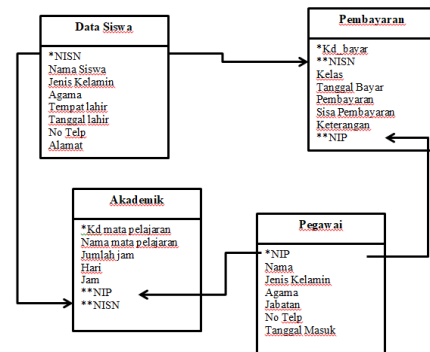 Data Siswa
*NISN
Nama Siswa
Jenis Kelamin
Agama
Tempat lahir
Tanggal lahir
No Telp
Alamat
Pembayaran
*Kd_bayar
**NISN
Kelas
Tanggal Bayar
Pembayaran
Sisa Pembayaran
Keterangan
**NIP
Akademik
*Kd mata pelajaran
Nama mata pelajaran
Jumlah jam
Hari
Jam
**NIP
**NISN
Pegawai
*NIP
Nama
Jenis Kelamin
Agama
Jabatan
No Telp
Tanggal Masuk